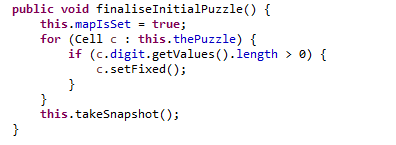 public void finaliseInitialPuzzle() {
    this.mapIsSet = true;
    for (Cell c : this.thePuzzle) {
        if (c.digit.getValues().length > 0) {
            c.setFixed();
        }
    }
    this.takeSnapshot();
}